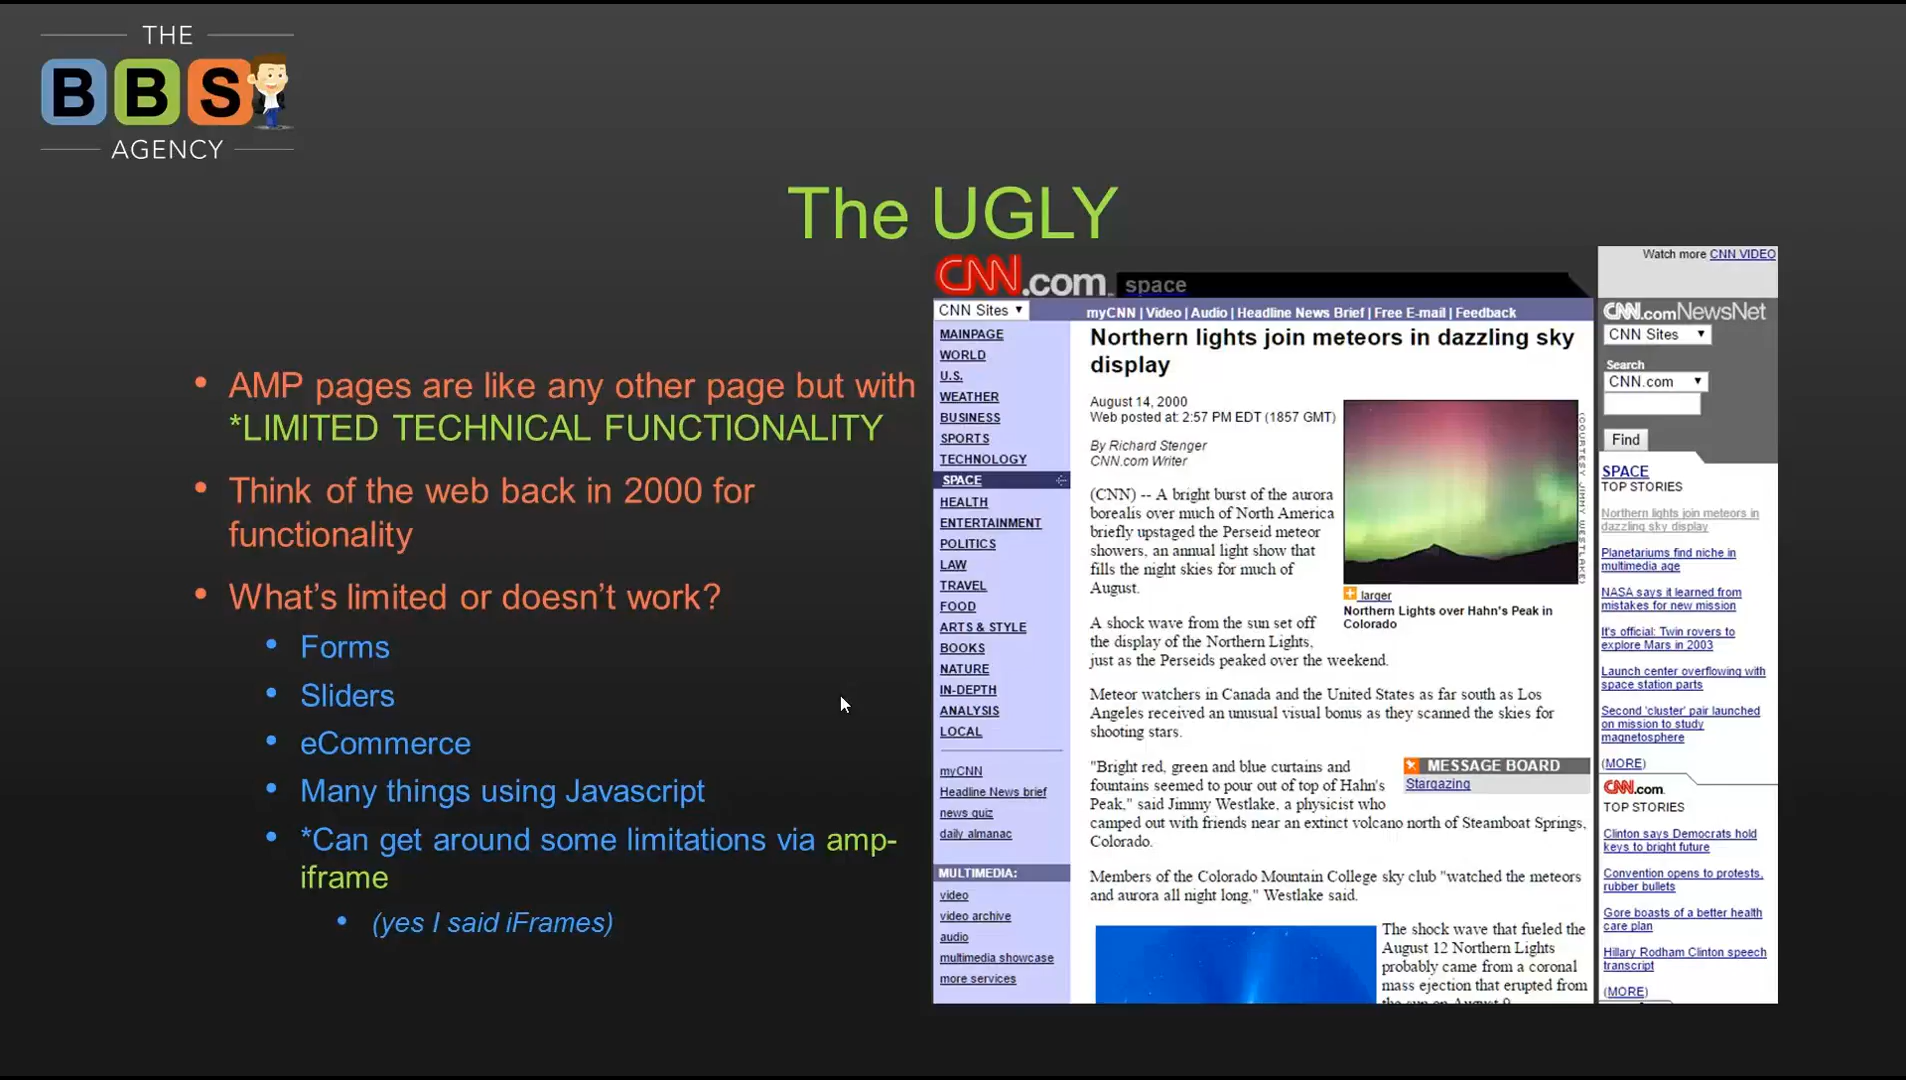 THE
BBS
AGENCY
The UGLY
• AMP pages are like any other page but with
*LIMITED TECHNICAL FUNCTIONALITY
• Think of the web back in 2000 for
functionality
• What's limited or doesn't work?
• Forms
• Sliders
• eCommerce
• Many things using Javascript
• *Can get around some limitations via amp-
iframe
• (yes I said iFrames)
CNN.com space
CNN Sites
myCNN | Video | Audio | Headline News Brief | Free E-mail | Feedback
MAINPAGE
WORLD
U.S.
WEATHER
BUSINESS
SPORTS
TECHNOLOGY
SPACE
HEALTH
ENTERTAINMENT
POLITICS
LAW
TRAVEL
FOOD
ARTS & STYLE
BOOKS
NATURE
IN-DEPTH
ANALYSIS
LOCAL
myCNN
Headline News brief
news quiz
daily almanac
MULTIMEDIA:
video
video archive
audio
multimedia showcase
more services
Northern lights join meteors in dazzling sky
display
August 14, 2000
Web posted at: 2:57 PM EDT (1857 GMT)
By Richard Stenger
CNN.com Writer
(CNN) -- A bright burst of the aurora
borealis over much of North America
briefly upstaged the Perseid meteor
showers, an annual light show that
fills the night skies for much of
August.
(COURTESY JIMMY WESTLAKE)
larger
Northern Lights over Hahn's Peak in
Colorado
A shock wave from the sun set off
the display of the Northern Lights,
just as the Perseids peaked over the weekend.
Meteor watchers in Canada and the United States as far south as Los
Angeles received an unusual visual bonus as they scanned the skies for
shooting stars.
"Bright red, green and blue curtains and
fountains seemed to pour out of top of Hahn's
Peak," said Jimmy Westlake, a physicist who
camped out with friends near an extinct volcano north of Steamboat Springs,
Colorado.
MESSAGE BOARD
Stargazing
Members of the Colorado Mountain College sky club "watched the meteors
and aurora all night long," Westlake said.
The shock wave that fueled the
August 12 Northern Lights
probably came from a coronal
mass ejection that erupted from
the sun on August 9
Watch more CNN VIDEO
CNN.comNewsNet
CNN Sites
Search
CNN.com
Find
SPACE
TOP STORIES
Northern lights join meteors in
dazzling sky display
Planetariums find niche in
multimedia age
NASA says it learned from
mistakes for new mission
It's official: Twin rovers to
explore Mars in 2003
Launch center overflowing with
space station parts
Second 'cluster' pair launched
on mission to study
magnetosphere
(MORE)
CNN.com.
TOP STORIES
Clinton says Democrats hold
keys to bright future
Convention opens to protests,
rubber bullets
Gore boasts of a better health
care plan
Hillary Rodham Clinton speech
transcript
(MORE)